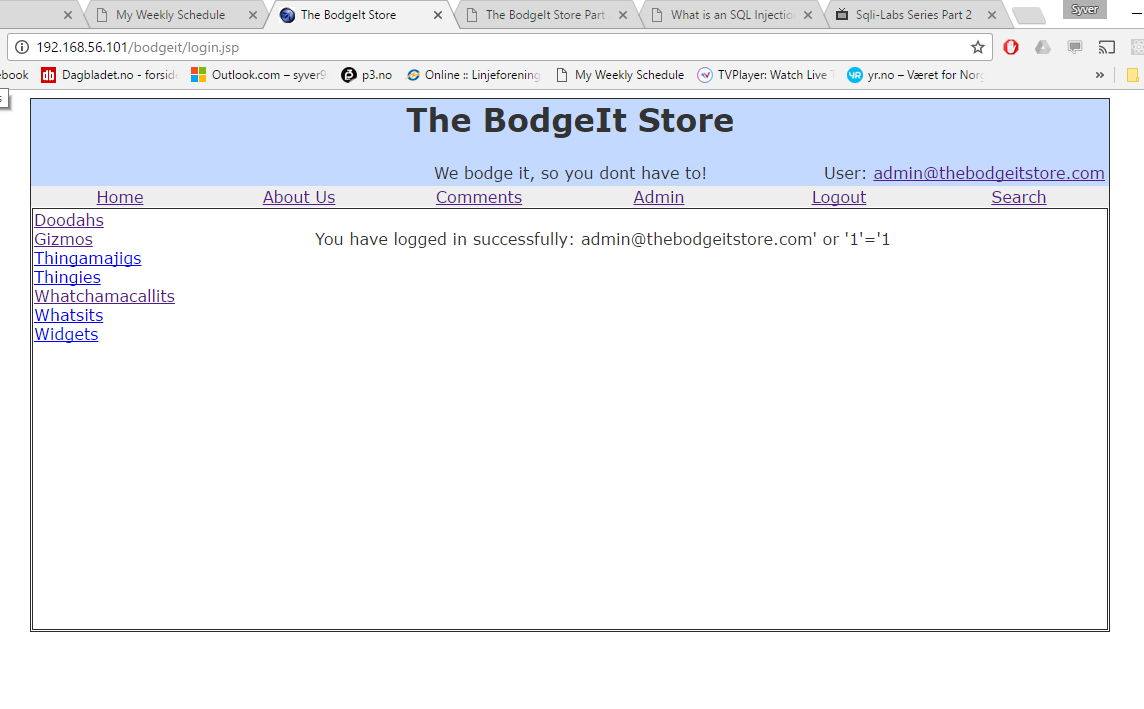 My Weekly Schedule
The BodgeIt Store
The BodgeIt Store Part
What is an SQL Injectio
Sqli-Labs Series Part 2
Syver
192.168.56.101/bodgeit/login.jsp
ebook
Dagbladet.no - forside
Outlook.com – syver9
p3.no
Online :: Linjeforening
My Weekly Schedule
TVPlayer: Watch Live T
yr.no – Været for Norg
»
s
The BodgeIt Store
We bodge it, so you dont have to!
User: admin@thebodgeitstore.com
Home
About Us
Comments
Admin
Logout
Search
Doodahs
Gizmos
Thingamajigs
Thingies
Whatchamacallits
Whatsits
Widgets
You have logged in successfully: admin@thebodgeitstore.com' or '1'='1